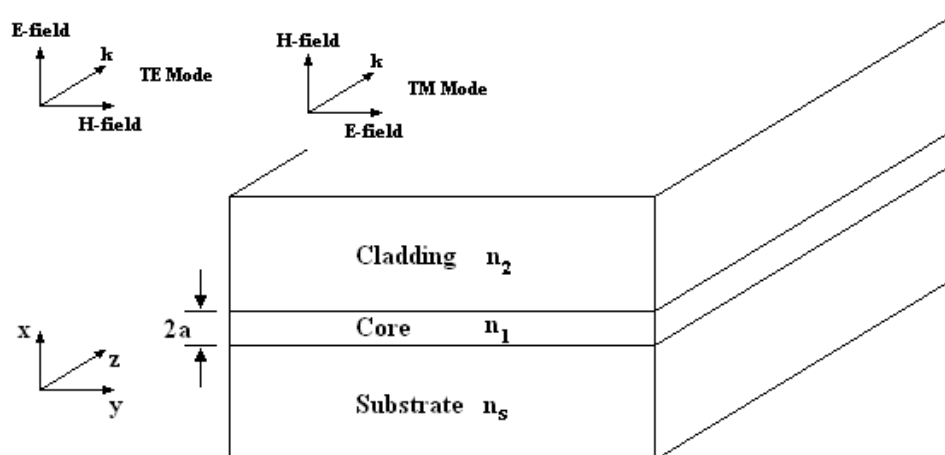 E-field
k
TE Mode
H-field
H-field
k
TM Mode
E-field
Cladding n₂
2a
Core n₁
x
z
y
Substrate nₛ